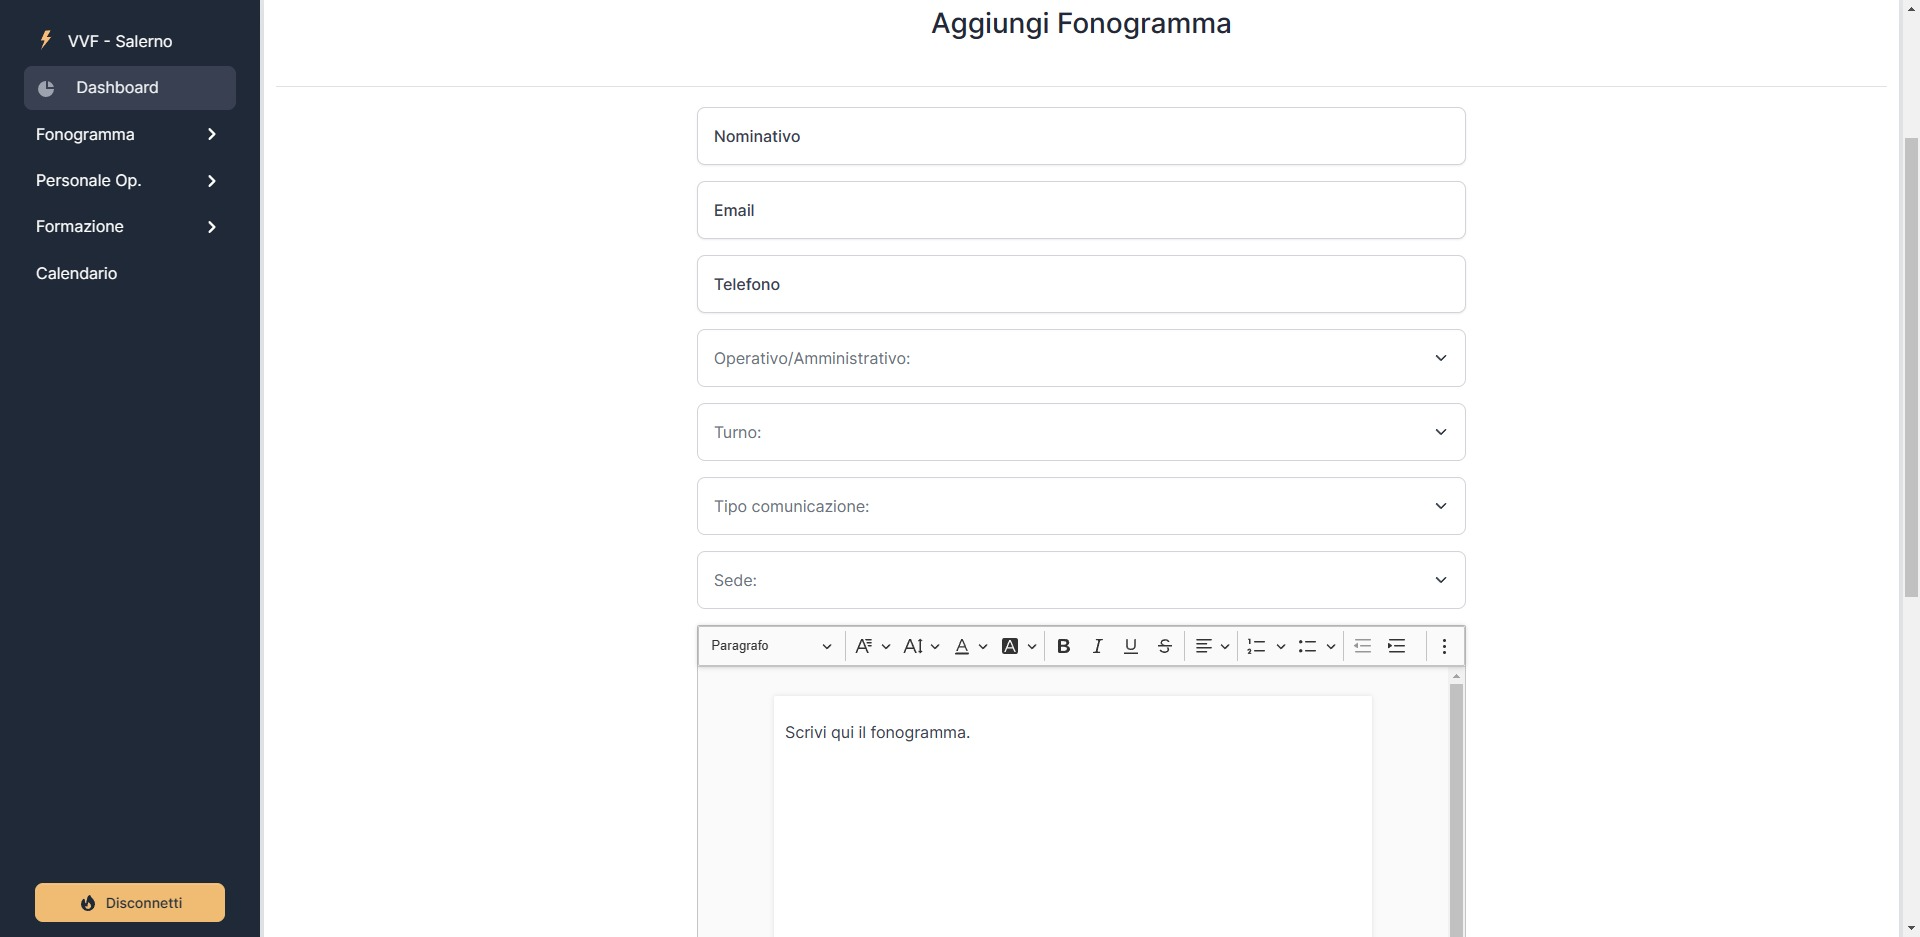 VVF - Salerno
Dashboard
Fonogramma
Personale Op.
Formazione
Calendario
Disconnetti
Aggiungi Fonogramma
Nominativo
Email
Telefono
Operativo/Amministrativo:
Turno:
Tipo comunicazione:
Sede:
Paragrafo
Scrivi qui il fonogramma.